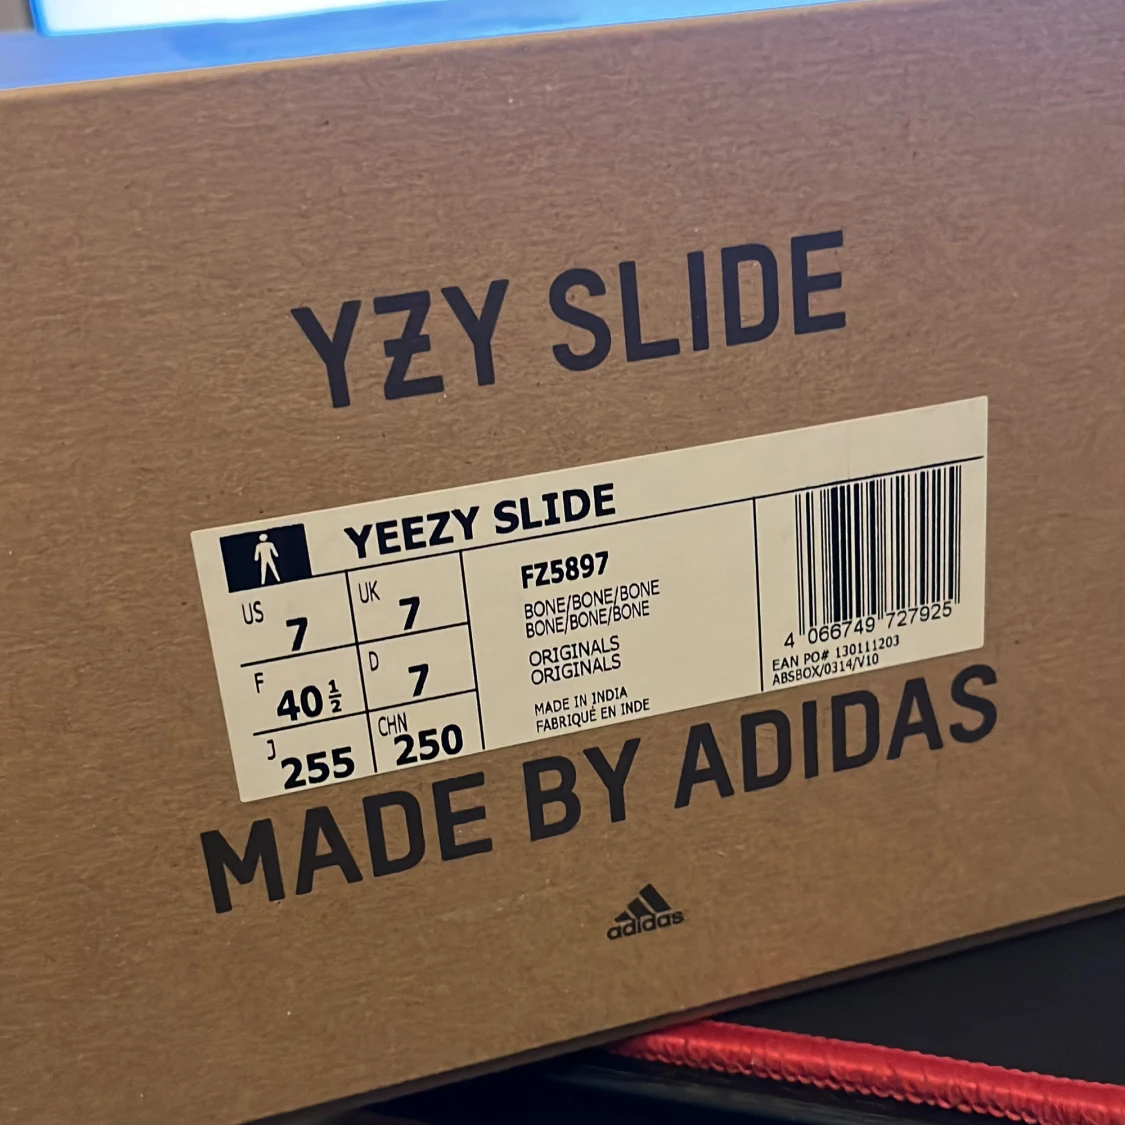 YZY SLIDE
YEEZY SLIDE
US 7
UK 7
F 40 ½
D 7
J 255
CHN 250
FZ5897
BONE/BONE/BONE
BONE/BONE/BONE
ORIGINALS
ORIGINALS
MADE IN INDIA
FABRIQUÉ EN INDE
4 066749 727925
EAN PO# 130111203
ABSBOX/0314/V10
MADE BY ADIDAS
adidas